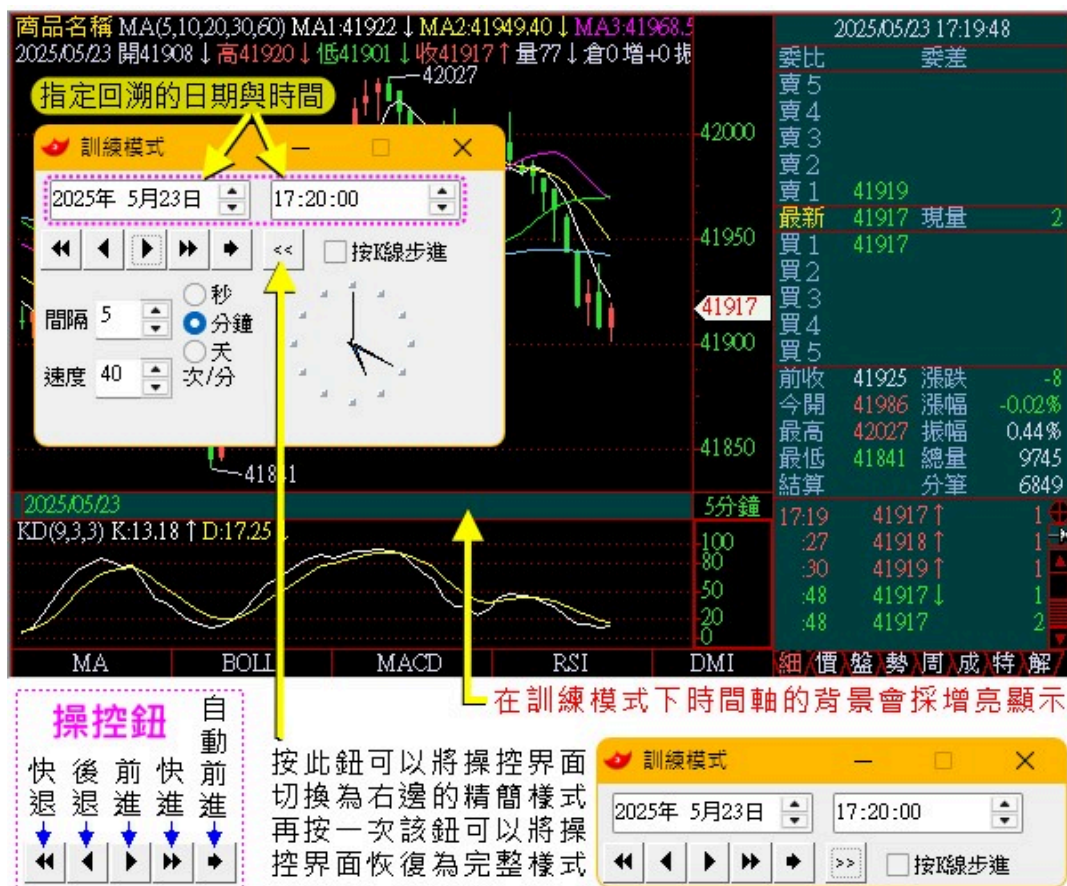 商品名稱 MA(5,10,20,30,60) MA1:41922↓ MA2:41949.40↓ MA3:41968.5
2025/05/23 開41908↓ 高41920↓ 低41901↓ 收41917↑ 量77↓ 倉0 增+0 振
42027
指定回溯的日期與時間
訓練模式
2025年 5月23日
17:20:00
<<
按K線步進
間隔 5
秒
分鐘
天
速度 40 次/分
42000
41950
41917
41900
41850
41841
2025/05/23
5分鐘
KD(9,3,3) K:13.18↑ D:17.25↓
100
80
50
20
0
MA BOLL MACD RSI DMI
2025/05/23 17:19:48
委比 委差
賣5
賣4
賣3
賣2
賣1 41919
最新 41917 現量 2
買1 41917
買2
買3
買4
買5
前收 41925 漲跌 -8
今開 41986 漲幅 -0.02%
最高 42027 振幅 0.44%
最低 41841 總量 9745
結算 分筆 6849
17:19 41917↑ 1
:27 41918↑ 1
:30 41919↑ 1
:48 41917↓ 1
:48 41917 2
細 價 盤 勢 周 成 特 解
在訓練模式下時間軸的背景會採增亮顯示
操控鈕
快退
後退
前進
快進
自動前進
按此鈕可以將操控界面
切換為右邊的精簡樣式
再按一次該鈕可以將操
控界面恢復為完整樣式
訓練模式
2025年 5月23日
17:20:00
>>
按K線步進